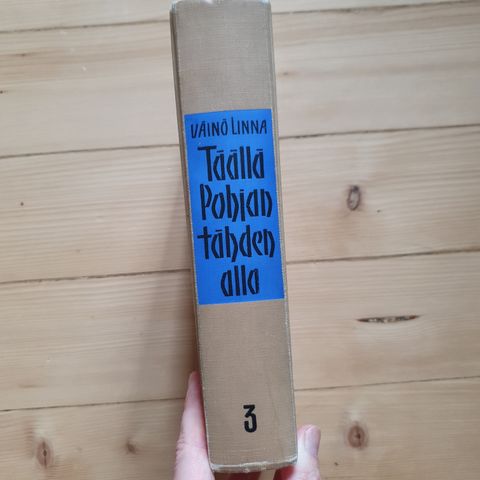 VÄINÖ LINNA
Täällä
Pohjan
tähden
alla
3